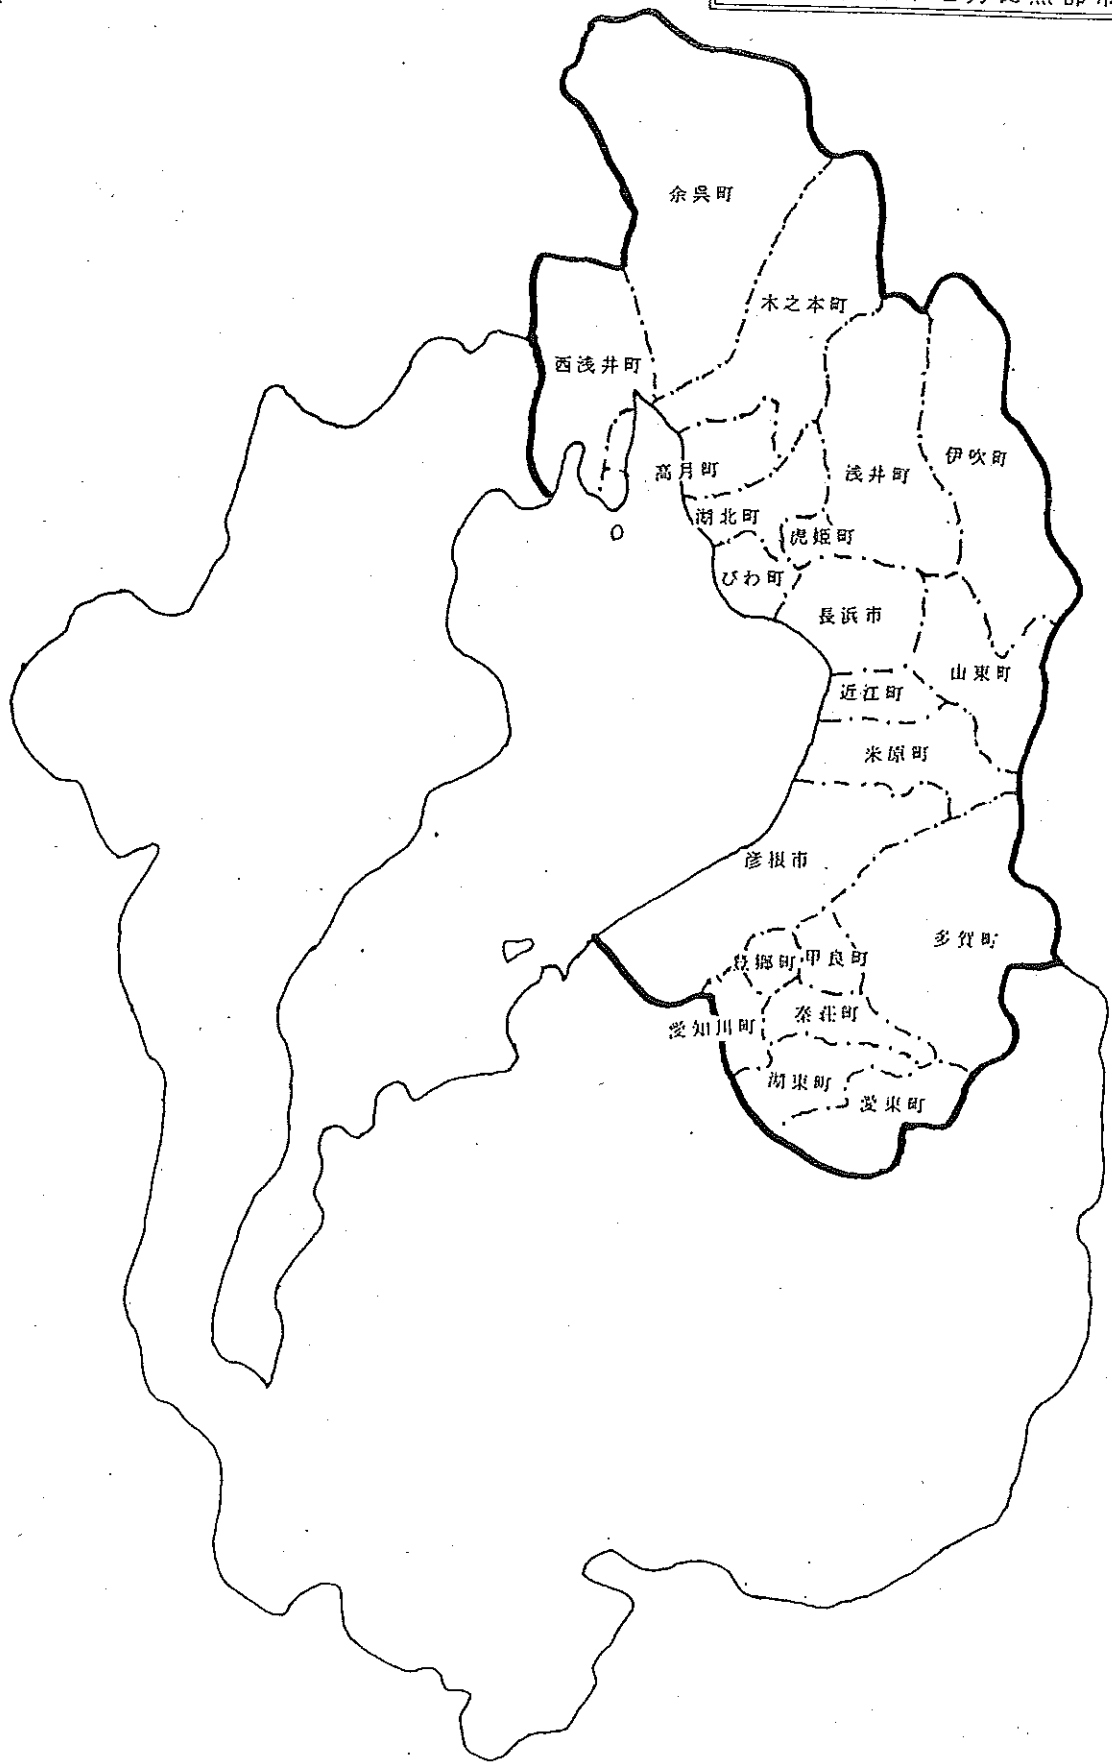 余呉町
木之本町
西浅井町
伊吹町
高月町
浅井町
湖北町
虎姫町
びわ町
長浜市
山東町
近江町
米原町
彦根市
多賀町
豊郷町
甲良町
秦荘町
愛知川町
湖東町
愛東町